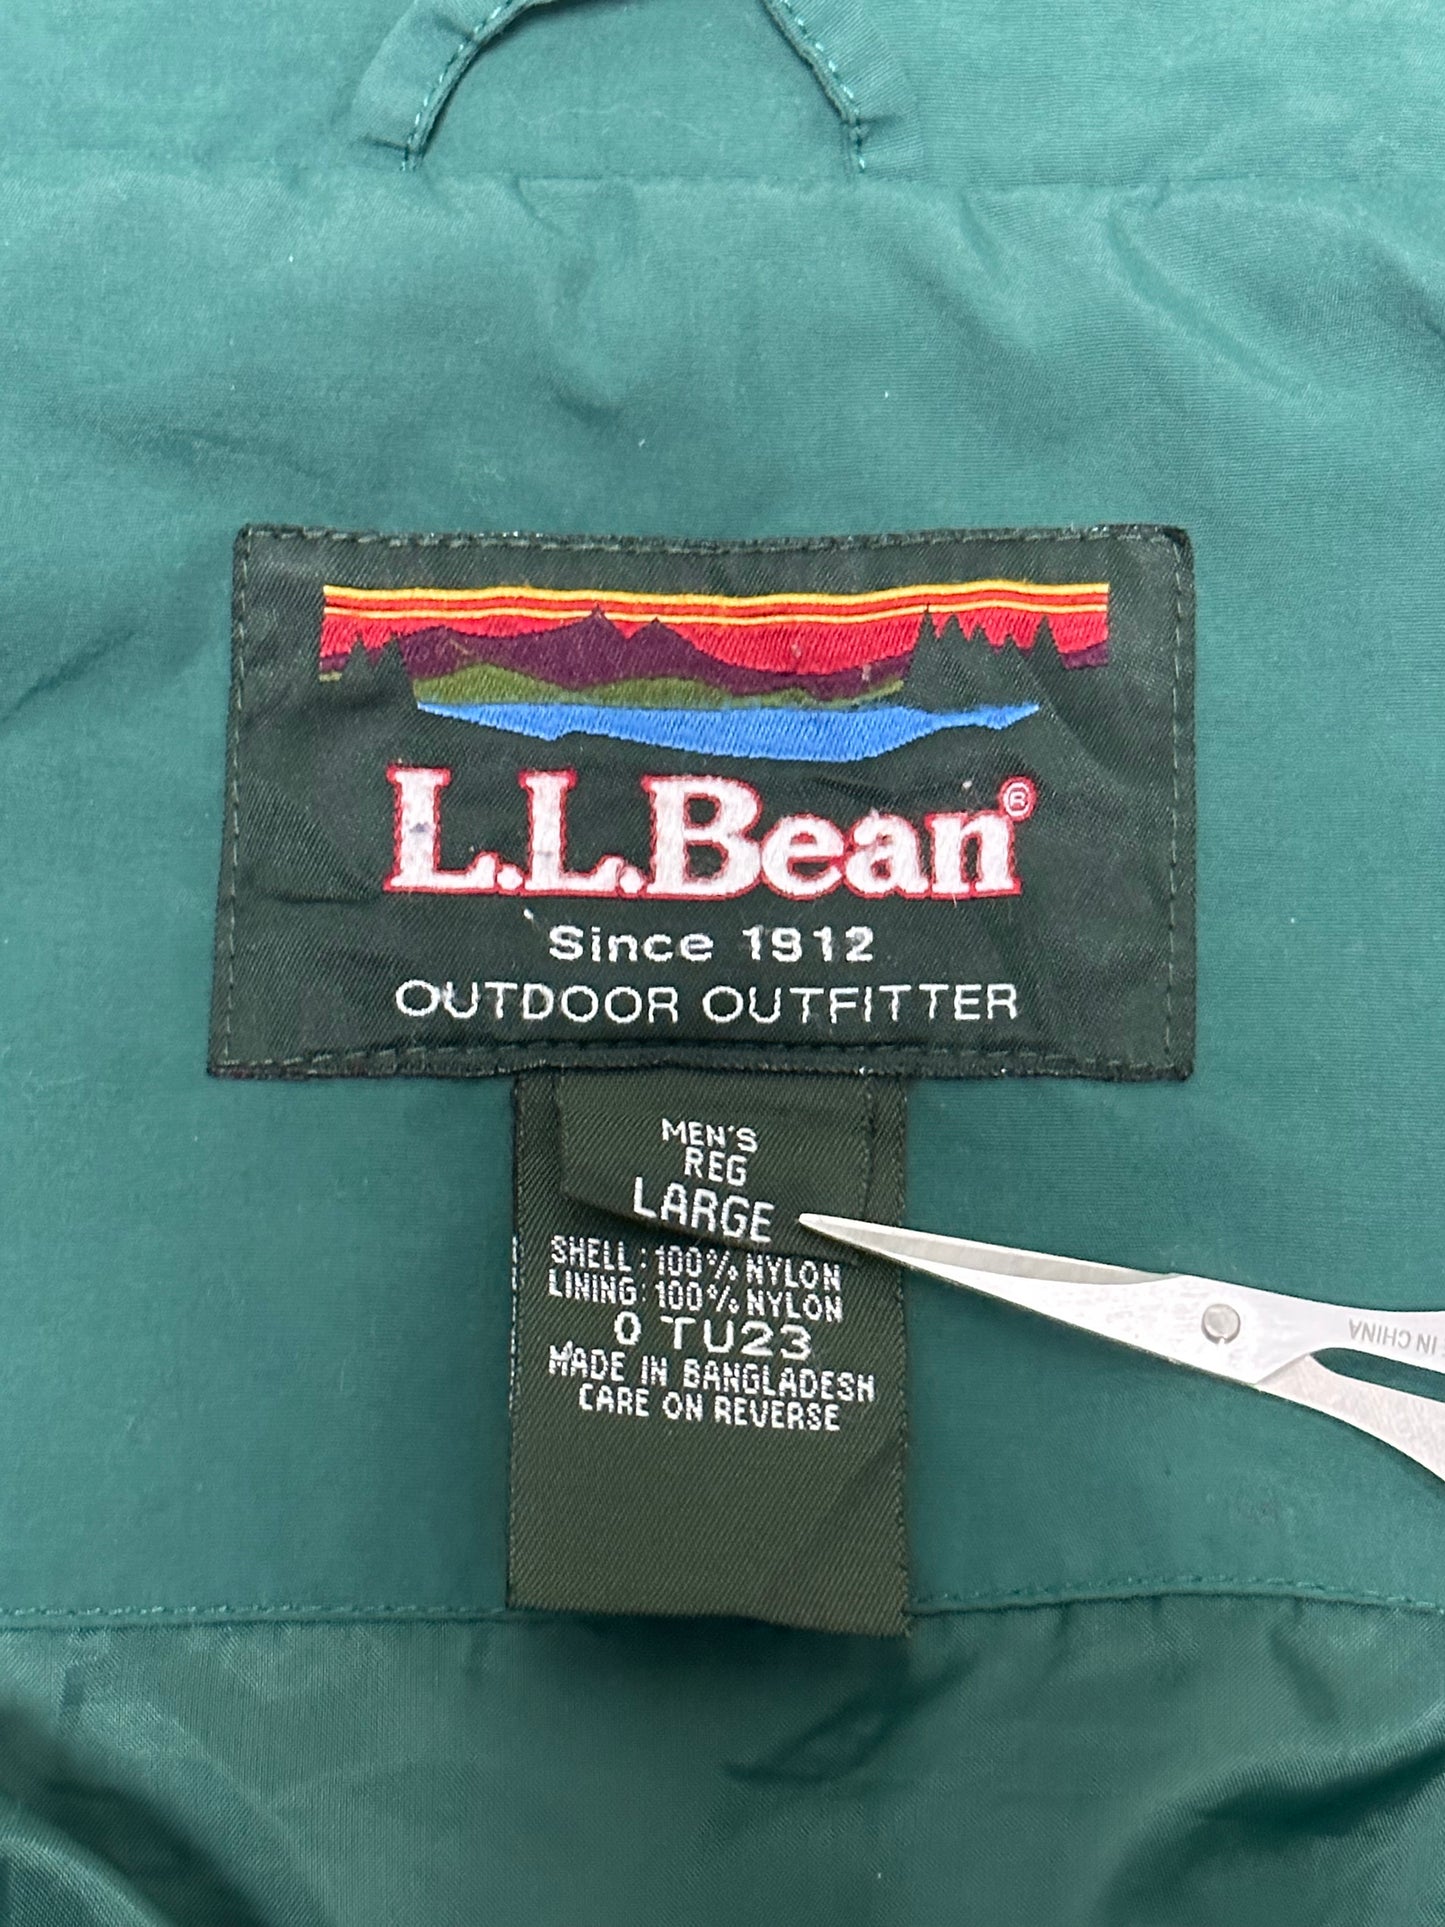 L.L.Bean®
Since 1912
OUTDOOR OUTFITTER
MEN'S
REG
LARGE
SHELL: 100% NYLON
LINING: 100% NYLON
0 TU23
MADE IN BANGLADESH
CARE ON REVERSE
IN CHINA